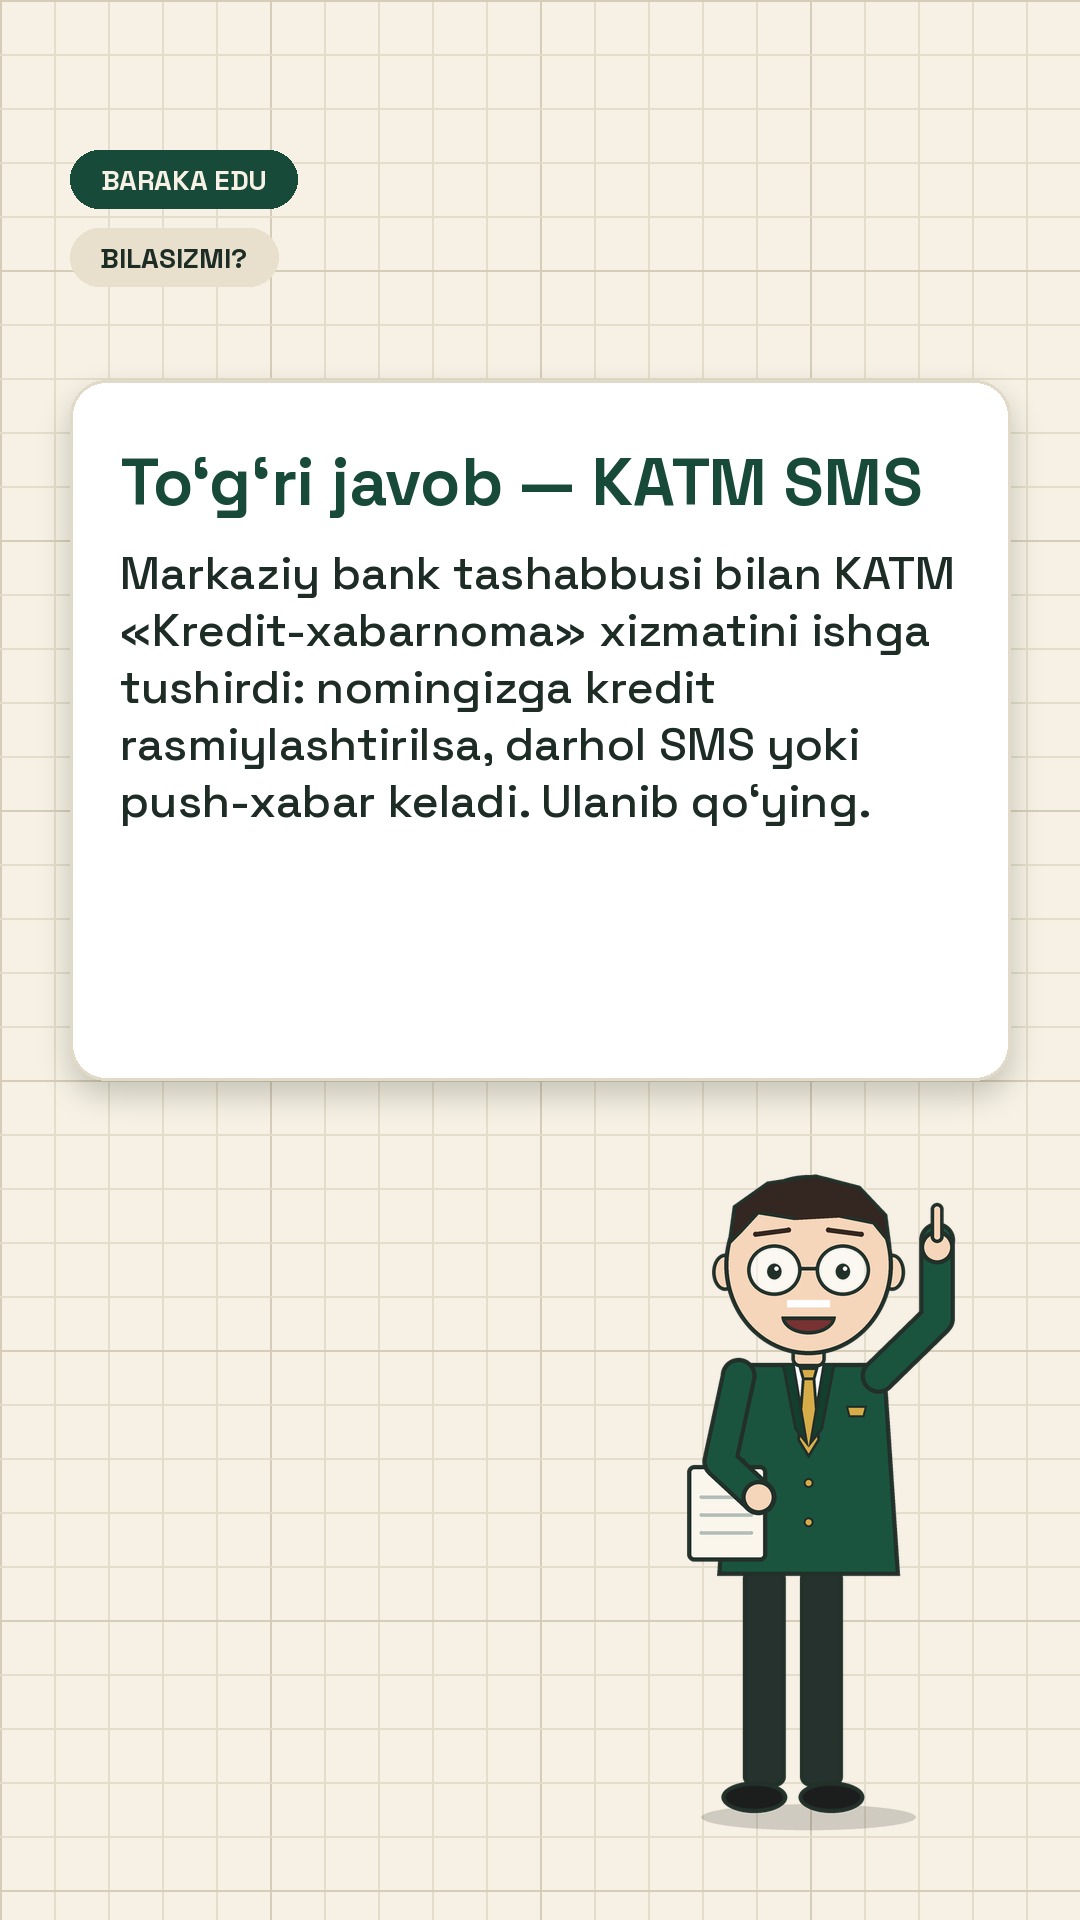 BARAKA EDU
BILASIZMI?
To‘g‘ri javob — KATM SMS
Markaziy bank tashabbusi bilan KATM
«Kredit-xabarnoma» xizmatini ishga
tushirdi: nomingizga kredit
rasmiylashtirilsa, darhol SMS yoki
push-xabar keladi. Ulanib qo‘ying.